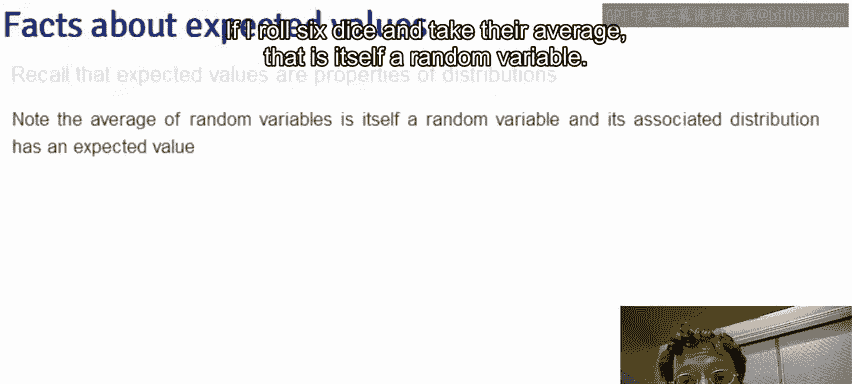 Facts about expected values
If I roll six dice and take their average,
that is itself a random variable.
Recall that expected values are properties of distributions
Note the average of random variables is itself a random variable and its associated distribution
has an expected value